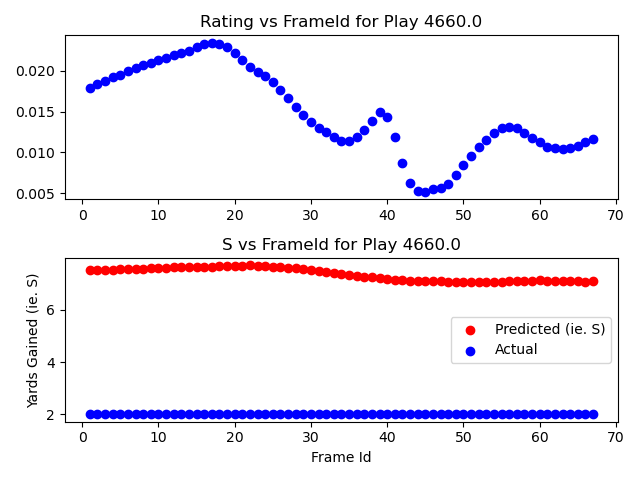 Rating vs FrameId for Play 4660.0
0.020
0.015
0.010
0.005
0 10 20 30 40 50 60 70
S vs FrameId for Play 4660.0
Yards Gained (ie. S)
6
4
2
Predicted (ie. S)
Actual
0 10 20 30 40 50 60 70
Frame Id